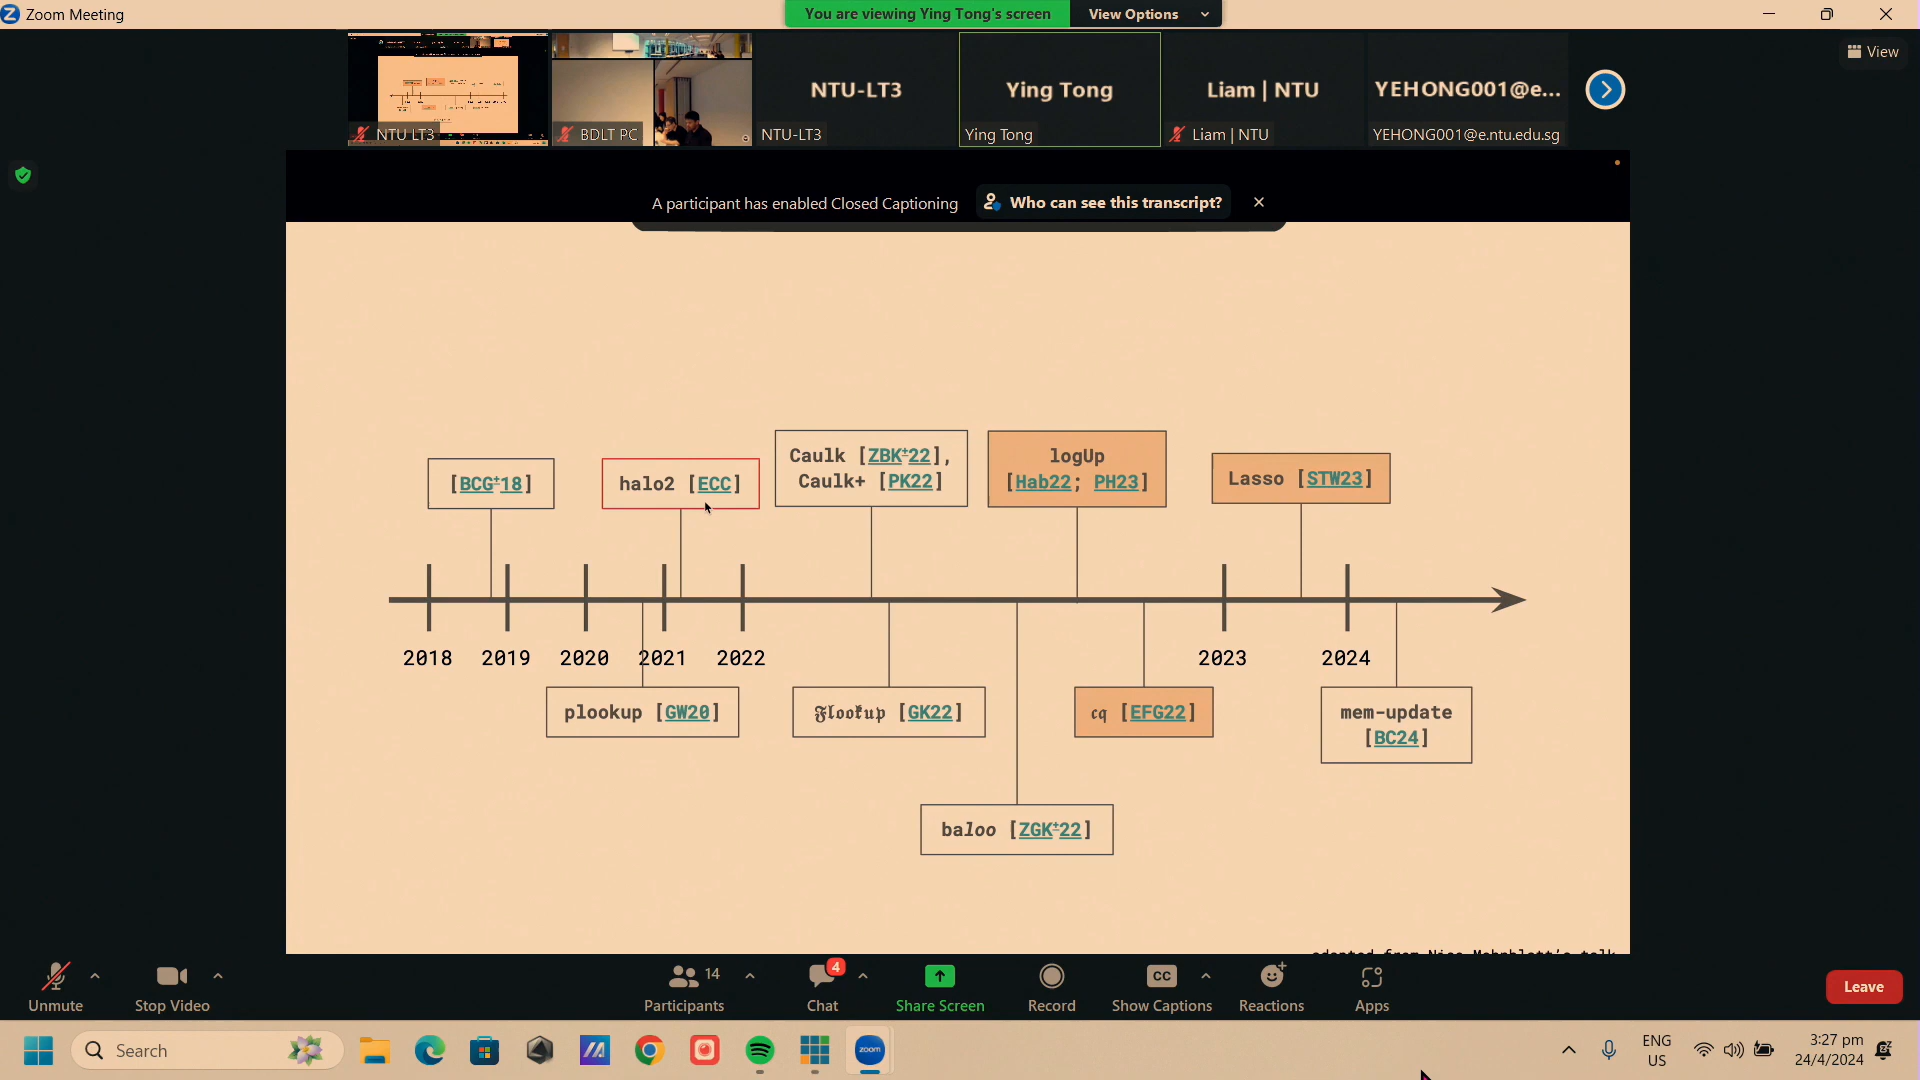 Zoom Meeting
You are viewing Ying Tong's screen
View Options
View
NTU LT3
BDLT PC
NTU-LT3
NTU-LT3
Ying Tong
Ying Tong
Liam | NTU
Liam | NTU
YEHONG001@e...
YEHONG001@e.ntu.edu.sg
A participant has enabled Closed Captioning
Who can see this transcript?
[BCG+18]
halo2 [ECC]
Caulk [ZBK+22],
Caulk+ [PK22]
logUp
[Hab22; PH23]
Lasso [STW23]
2018
2019
2020
2021
2022
2023
2024
plookup [GW20]
Flookup [GK22]
cq [EFG22]
mem-update
[BC24]
baloo [ZGK+22]
Unmute
Stop Video
14
Participants
4
Chat
Share Screen
Record
CC
Show Captions
Reactions
Apps
Leave
Search
zoom
ENG
US
3:27 pm
24/4/2024